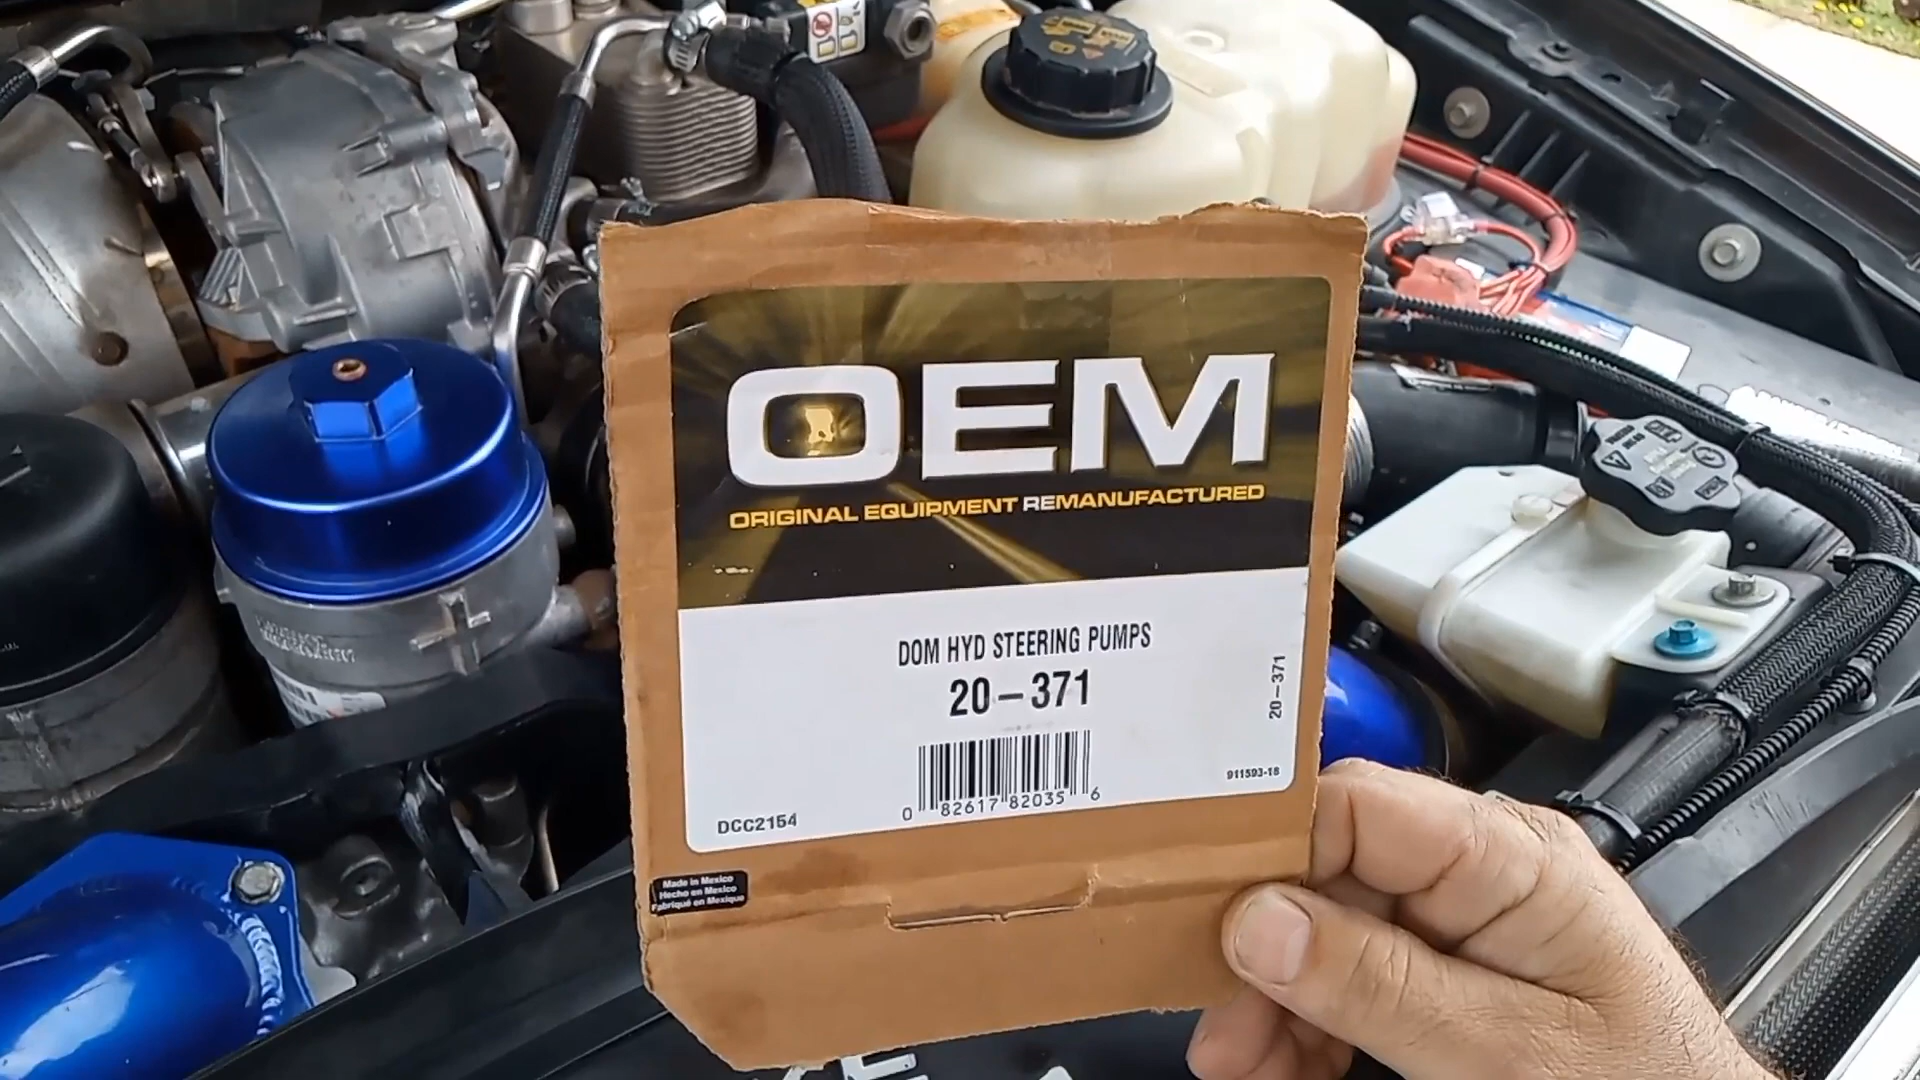 OEM
ORIGINAL EQUIPMENT REMANUFACTURED
DOM HYD STEERING PUMPS
20-371
20-371
911593-18
0 82617 82035 6
DCC2154
Made in Mexico
Hecho en Mexico
Fabriqué en Mexique